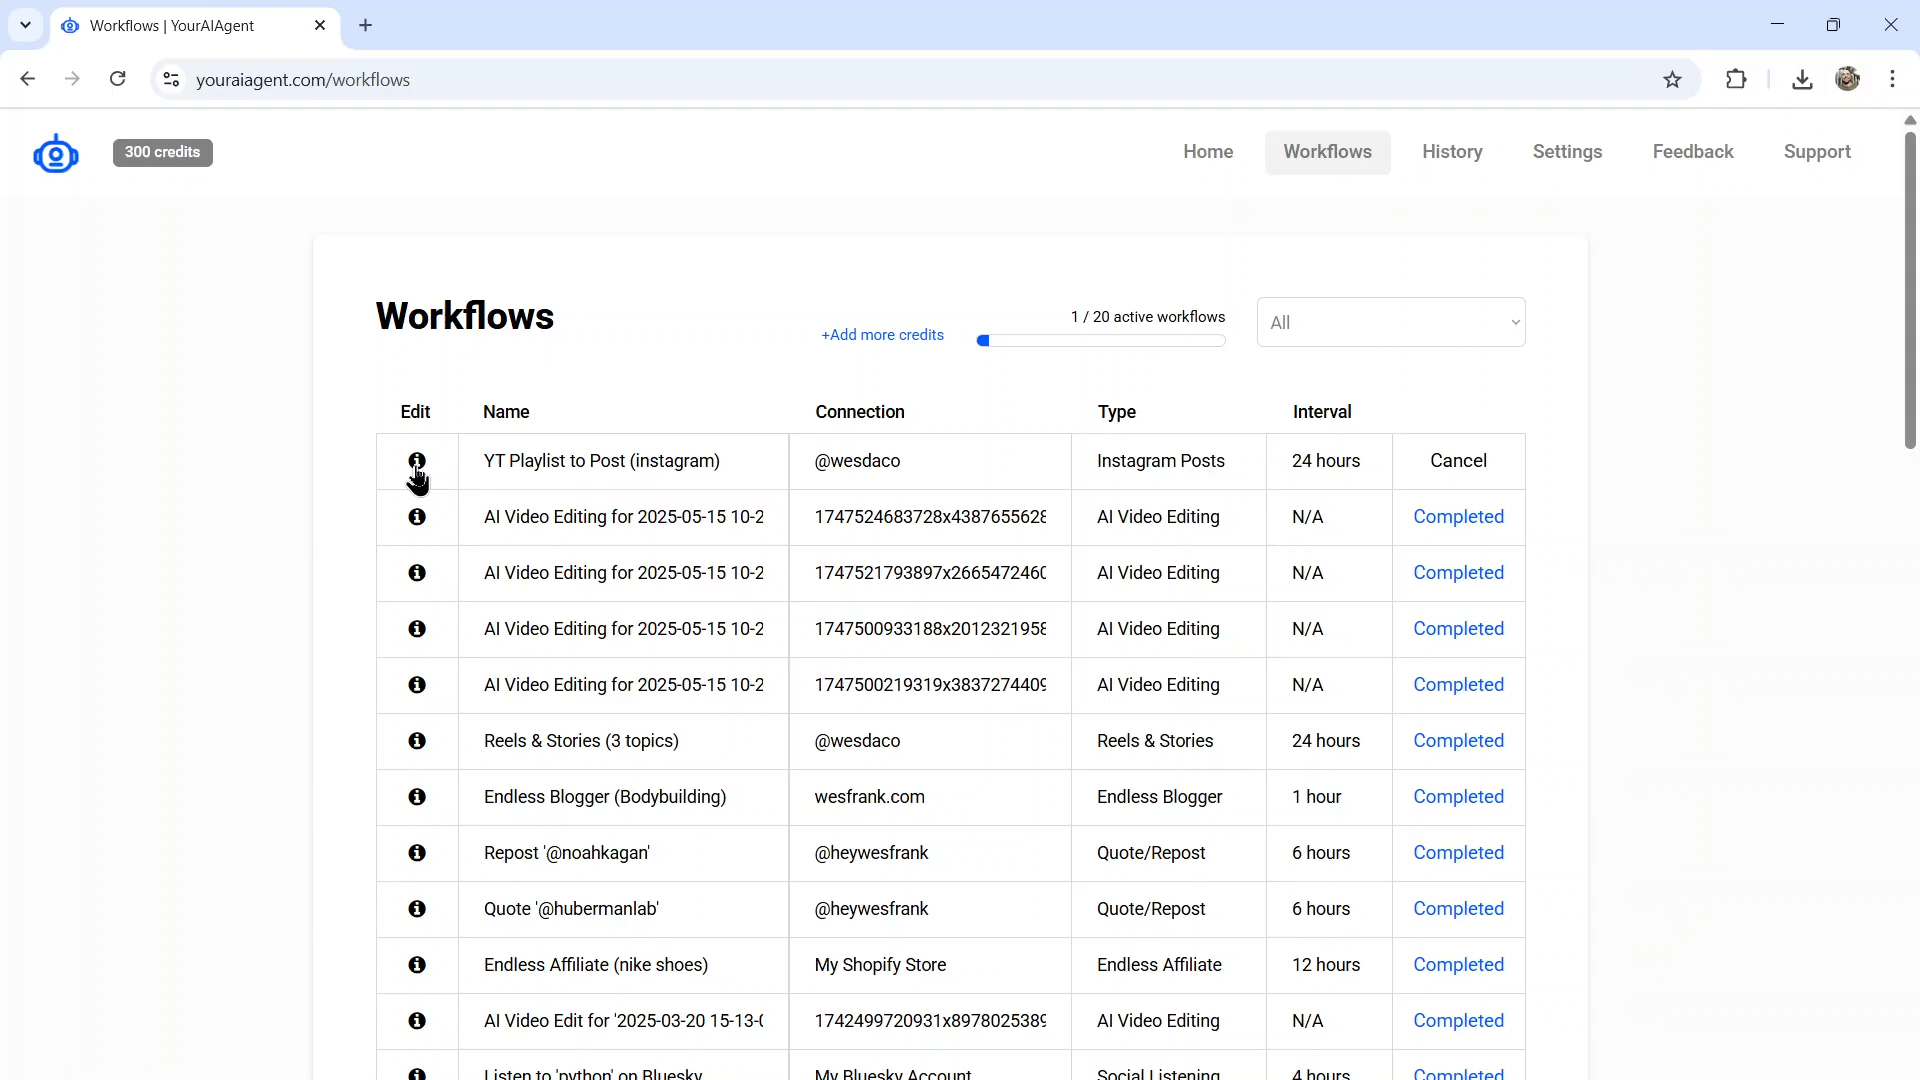 Workflows | YourAIAgent
youraiagent.com/workflows
300 credits
Home
Workflows
History
Settings
Feedback
Support
Workflows
+Add more credits
1 / 20 active workflows
All
Edit Name Connection Type Interval
YT Playlist to Post (instagram) @wesdaco Instagram Posts 24 hours Cancel
AI Video Editing for 2025-05-15 10-2 1747524683728x4387655628 AI Video Editing N/A Completed
AI Video Editing for 2025-05-15 10-2 1747521793897x2665472460 AI Video Editing N/A Completed
AI Video Editing for 2025-05-15 10-2 1747500933188x2012321958 AI Video Editing N/A Completed
AI Video Editing for 2025-05-15 10-2 1747500219319x3837274409 AI Video Editing N/A Completed
Reels & Stories (3 topics) @wesdaco Reels & Stories 24 hours Completed
Endless Blogger (Bodybuilding) wesfrank.com Endless Blogger 1 hour Completed
Repost '@noahkagan' @heywesfrank Quote/Repost 6 hours Completed
Quote '@hubermanlab' @heywesfrank Quote/Repost 6 hours Completed
Endless Affiliate (nike shoes) My Shopify Store Endless Affiliate 12 hours Completed
AI Video Edit for '2025-03-20 15-13-0 1742499720931x8978025389 AI Video Editing N/A Completed
Listen to 'python' on Bluesky My Bluesky Account Social Listening 4 hours Completed